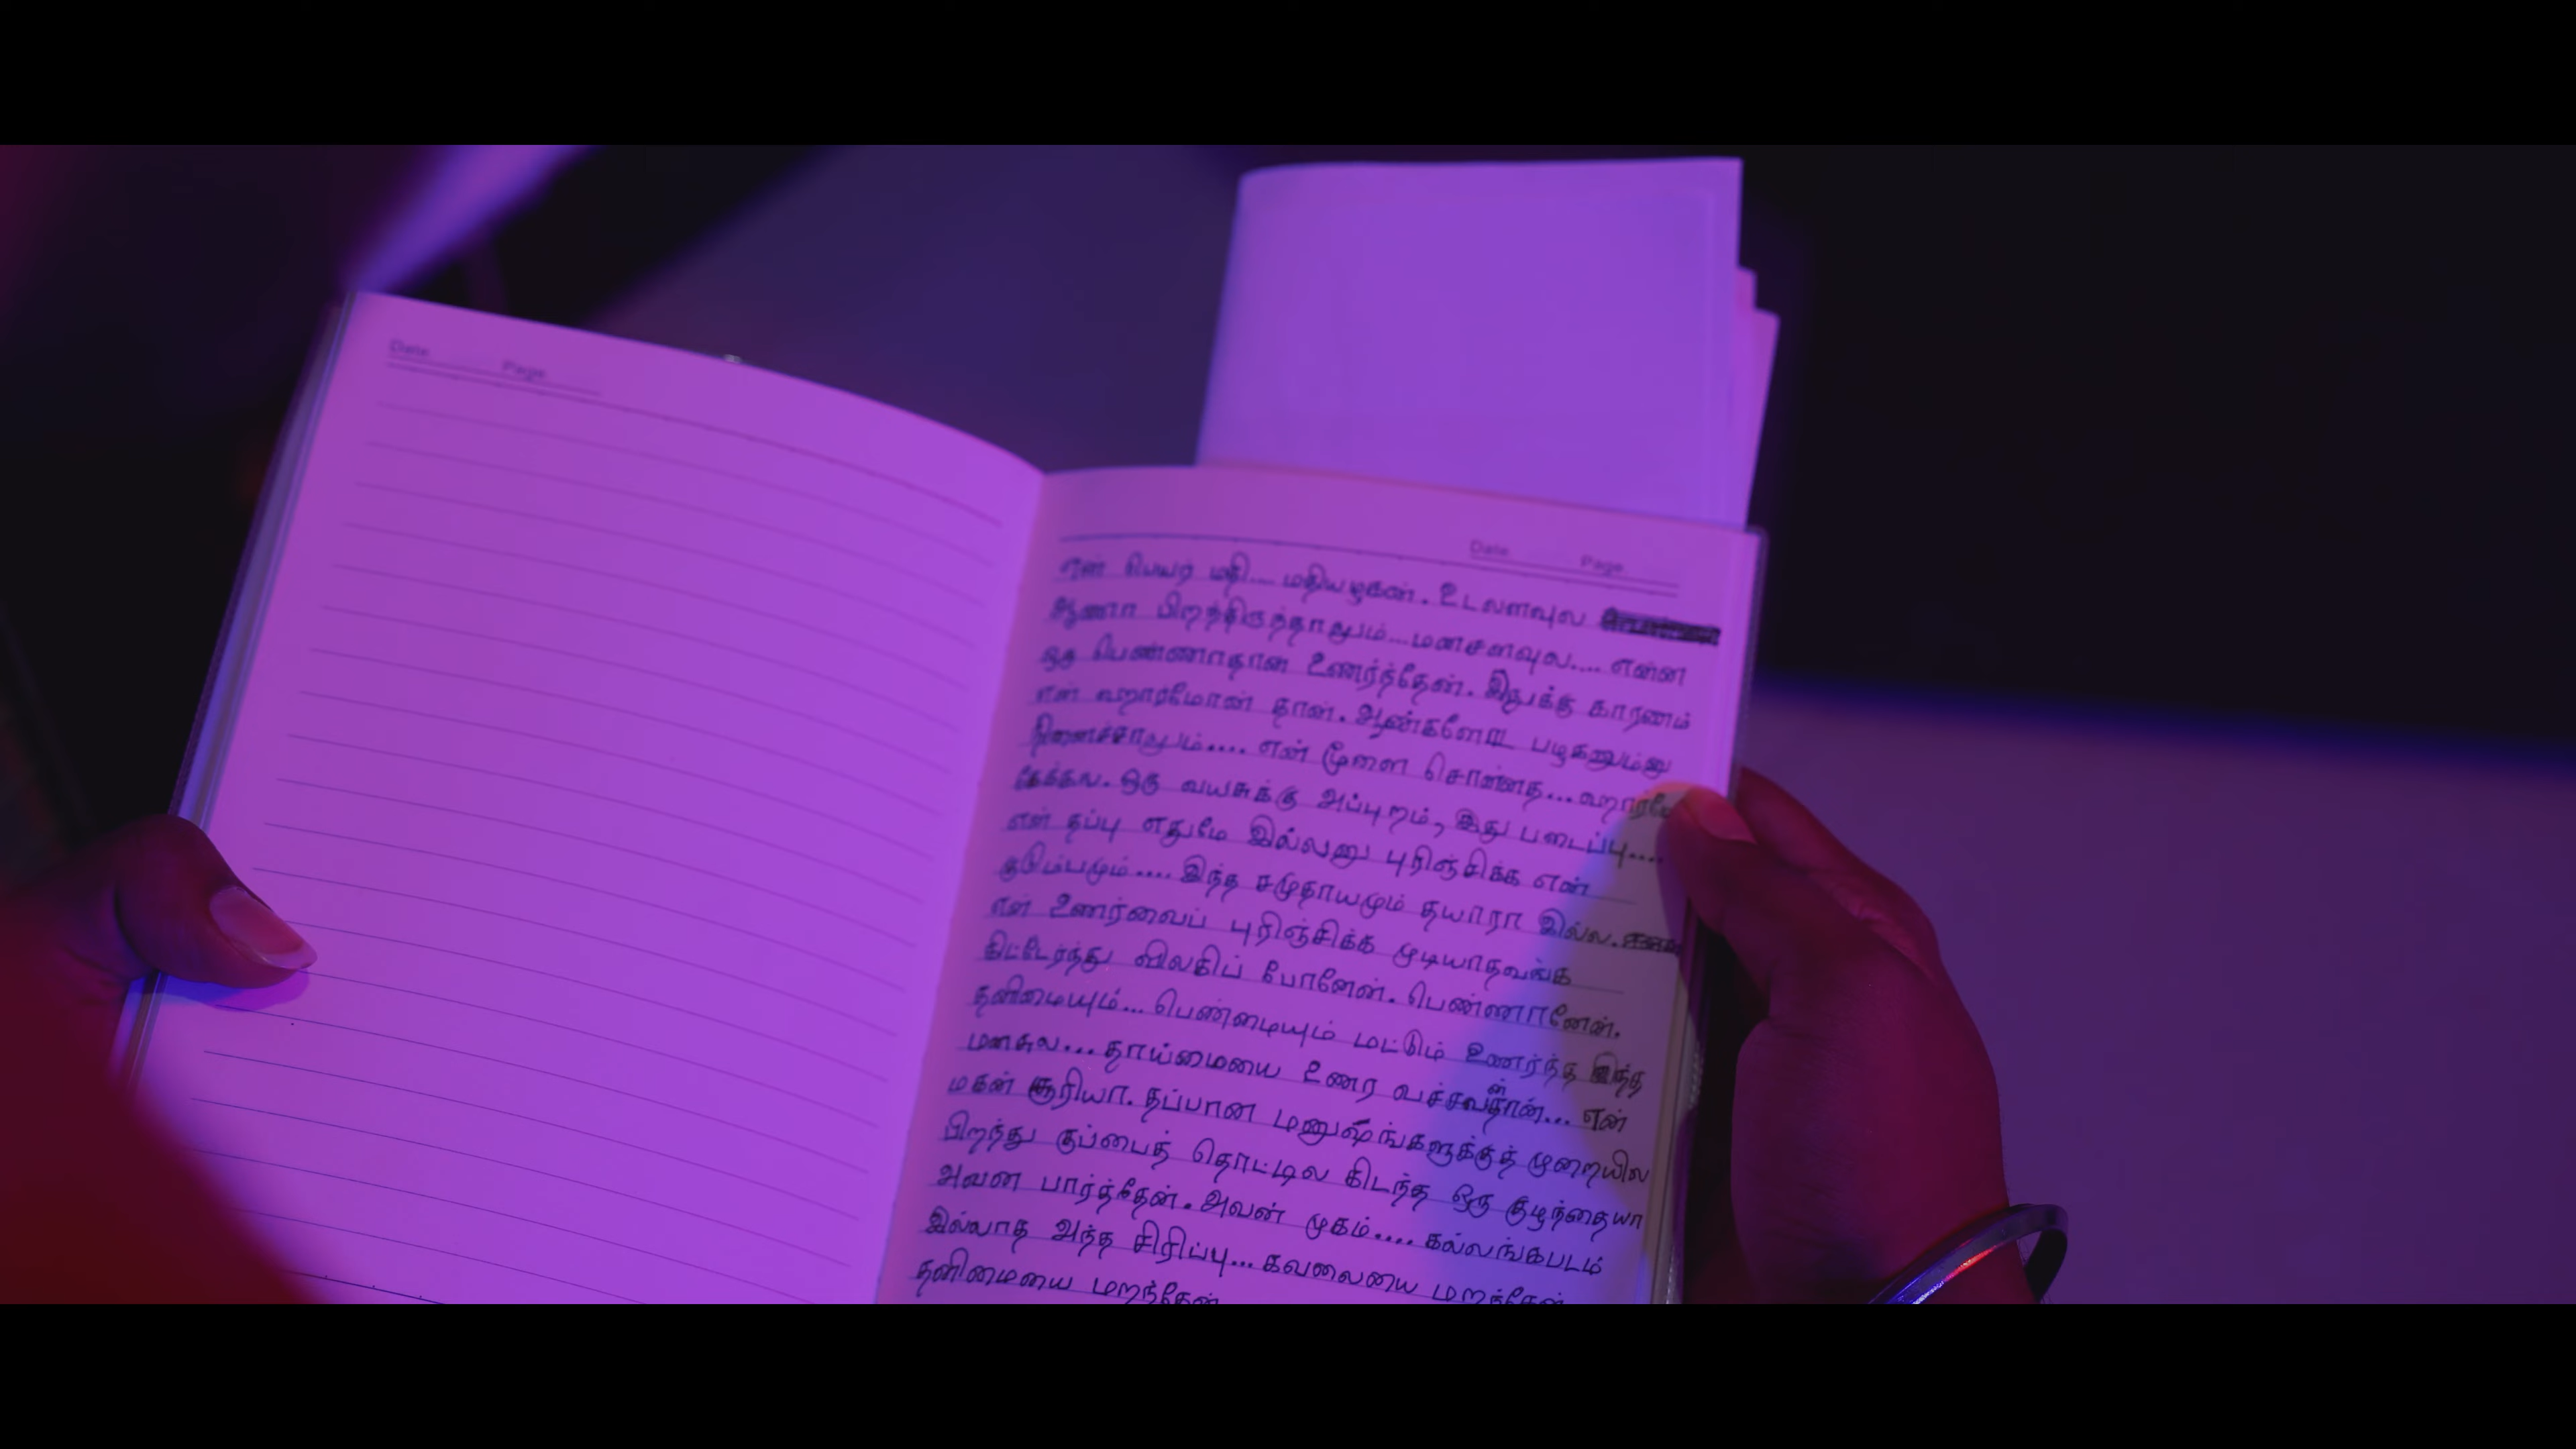 Date Page
Date Page
என் பெயர் மதி.... மதியழகன். உடலளவுல
ஆணா பிறந்திருந்தாலும்... மனசளவுல.... என்ன
ஒரு பெண்ணாதான் உணர்ந்தேன். இதுக்கு காரணம்
என் ஹார்மோன் தான். ஆண்களோட பழகணும்னு
நினைச்சாலும்.... என் மூளை சொன்னத...
கேக்கல. ஒரு வயசுக்கு அப்புறம், இது படைப்பு....
என் தப்பு எதுமே இல்லனு புரிஞ்சிக்க என்
குடும்பமும்.... இந்த சமுதாயமும் தயாரா இல்ல.
என் உணர்வைப் புரிஞ்சிக்க முடியாதவங்க
கிட்டேர்ந்து விலகிப் போனேன். பெண்ணானேன்.
தனிமையும்... பெண்மையும் மட்டும் உணர்ந்த இந்த
மனசுல... தாய்மையை உணர வச்சவன்தான்... என்
மகன் சூரியா. தப்பான மனுஷங்களுக்குத் முறையில
பிறந்து குப்பைத் தொட்டில கிடந்த ஒரு குழந்தையா
அவன பார்த்தேன். அவன் முகம்.... கல்லங்கபடம்
இல்லாத அந்த சிரிப்பு... கவலையை மறந்தேன்
தனிமையை மறந்தேன்